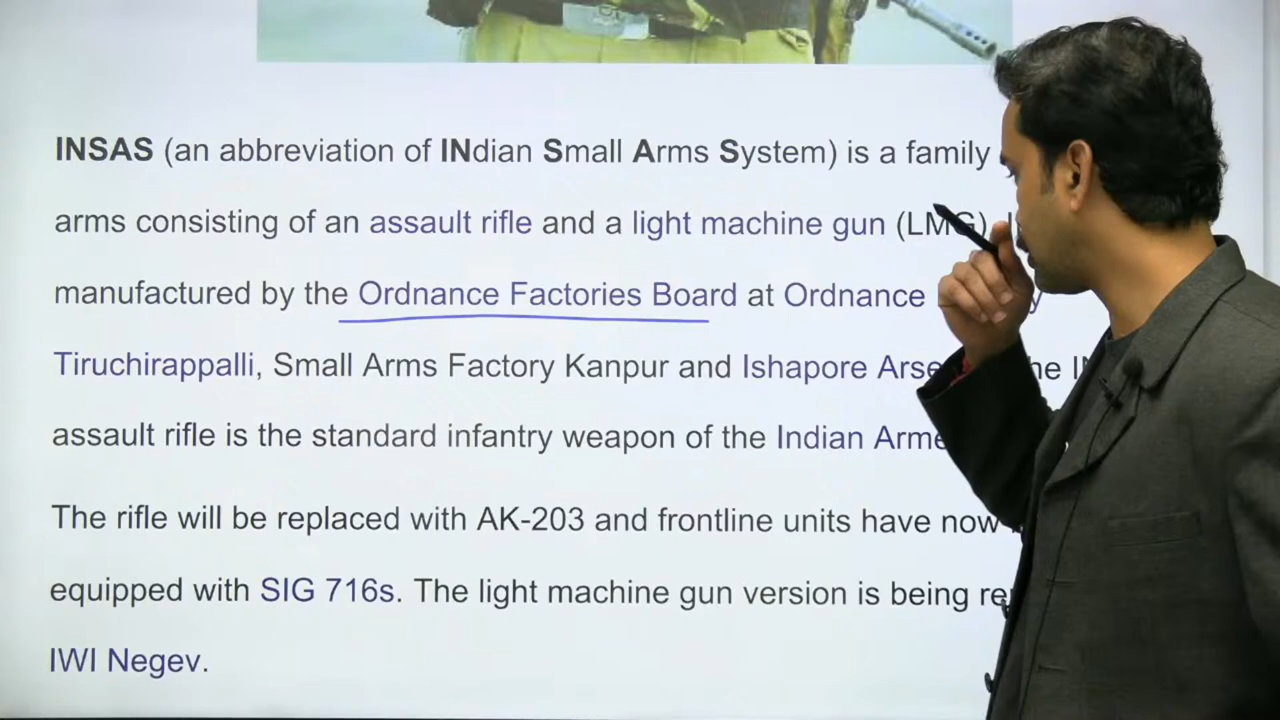 INSAS (an abbreviation of INdian Small Arms System) is a family
arms consisting of an assault rifle and a light machine gun (LMG)
manufactured by the Ordnance Factories Board at Ordnance
Tiruchirappalli, Small Arms Factory Kanpur and Ishapore
assault rifle is the standard infantry weapon of the Indian
The rifle will be replaced with AK-203 and frontline units have now
equipped with SIG 716s. The light machine gun version is being
IWI Negev.